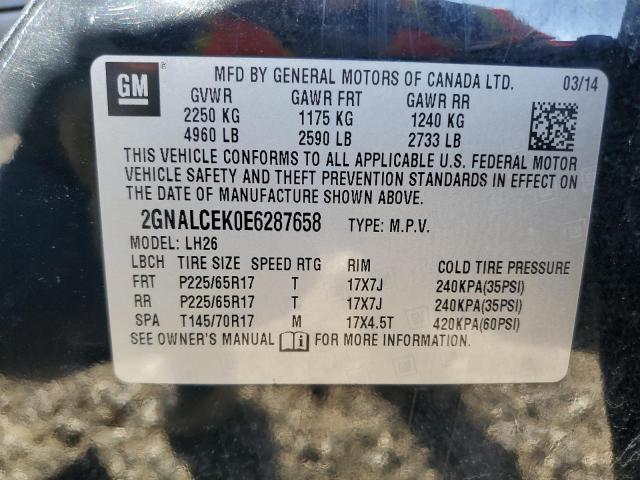 GM ® MFD BY GENERAL MOTORS OF CANADA LTD. 03/14
GVWR GAWR FRT GAWR RR
2250 KG 1175 KG 1240 KG
4960 LB 2590 LB 2733 LB
THIS VEHICLE CONFORMS TO ALL APPLICABLE U.S. FEDERAL MOTOR
VEHICLE SAFETY AND THEFT PREVENTION STANDARDS IN EFFECT ON
THE DATE OF MANUFACTURE SHOWN ABOVE.
2GNALCEK0E6287658 TYPE: M.P.V.
MODEL: LH26
LBCH TIRE SIZE SPEED RTG RIM COLD TIRE PRESSURE
FRT P225/65R17 T 17X7J 240KPA(35PSI)
RR P225/65R17 T 17X7J 240KPA(35PSI)
SPA T145/70R17 M 17X4.5T 420KPA(60PSI)
SEE OWNER'S MANUAL i FOR MORE INFORMATION.